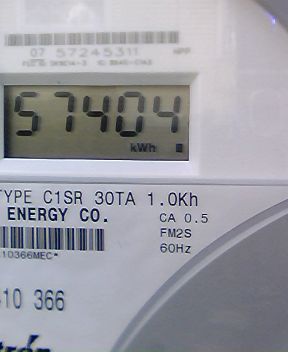 07 57245311
57404
kWh
TYPE C1SR 30TA 1.0Kh
ENERGY CO.
CA 0.5
FM2S
60Hz
10366MEC*
10 366